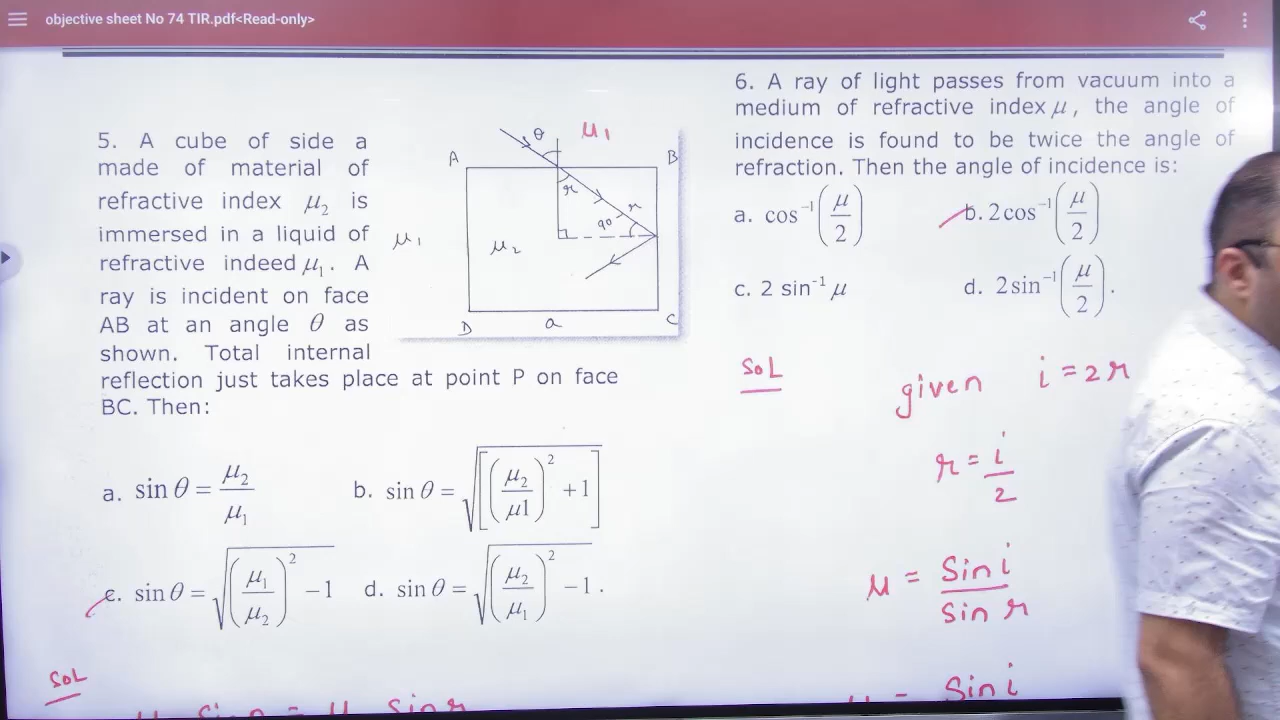 objective sheet No 74 TIR.pdf<Read-only>
5. A cube of side a
made of material of
refractive index μ₂ is
immersed in a liquid of
refractive indeed μ₁. A
ray is incident on face
AB at an angle θ as
shown. Total internal
reflection just takes place at point P on face
BC. Then:
θ μ₁
A B
r r
90
μ₁ μ₂
D a C
a. sin θ = μ₂/μ₁ b. sin θ = √[(μ₂/μ1)² + 1]
c. sin θ = √((μ₁/μ₂)² − 1) d. sin θ = √((μ₂/μ₁)² − 1).
SOL
6. A ray of light passes from vacuum into a
medium of refractive index μ, the angle of
incidence is found to be twice the angle of
refraction. Then the angle of incidence is:
a. cos⁻¹(μ/2) b. 2cos⁻¹(μ/2)
c. 2 sin⁻¹ μ d. 2sin⁻¹(μ/2).
SOL
given i = 2r
r = i/2
μ = Sin i/Sin r
Sin i